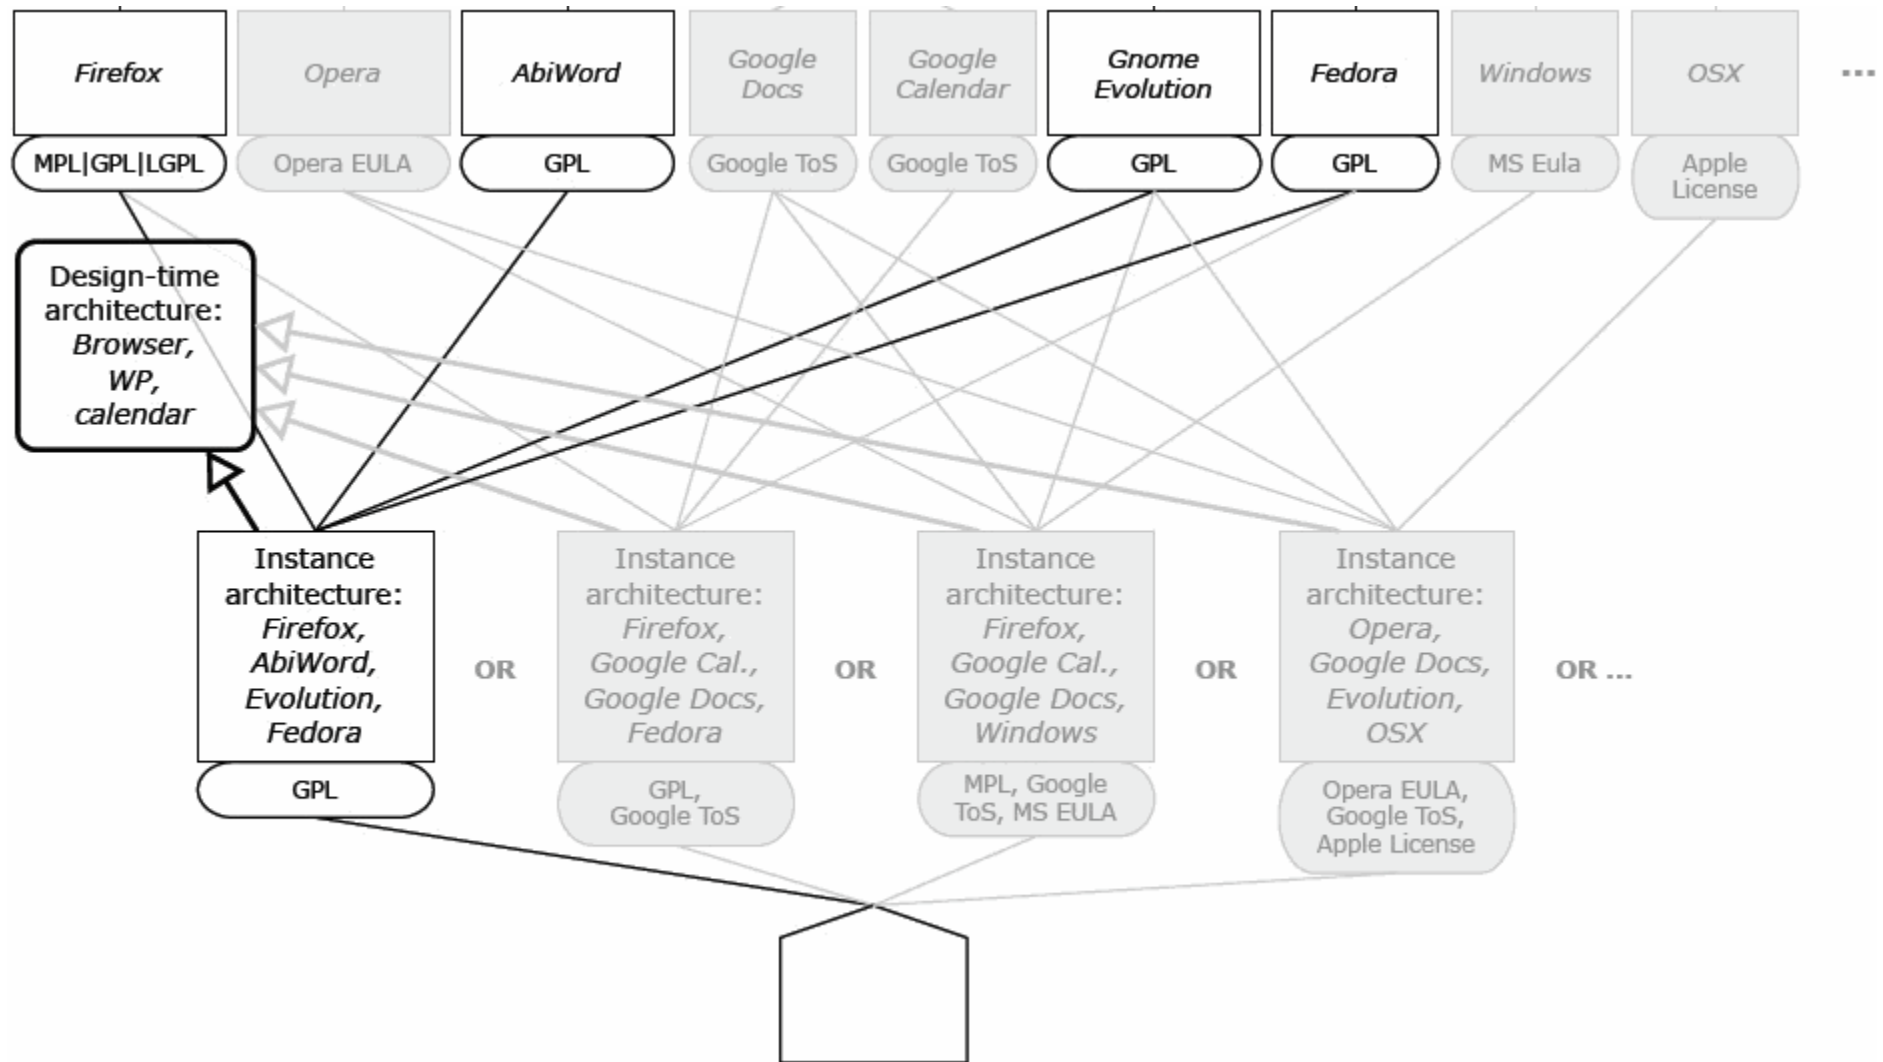 Firefox
Opera
AbiWord
Google
Docs
Google
Calendar
Gnome
Evolution
Fedora
Windows
OSX
...
MPL|GPL|LGPL
Opera EULA
GPL
Google ToS
Google ToS
GPL
GPL
MS Eula
Apple
License
Design-time
architecture:
Browser,
WP,
calendar
Instance
architecture:
Firefox,
AbiWord,
Evolution,
Fedora
GPL
OR
Instance
architecture:
Firefox,
Google Cal.,
Google Docs,
Fedora
GPL,
Google ToS
OR
Instance
architecture:
Firefox,
Google Cal.,
Google Docs,
Windows
MPL, Google
ToS, MS EULA
OR
Instance
architecture:
Opera,
Google Docs,
Evolution,
OSX
Opera EULA,
Google ToS,
Apple License
OR ...